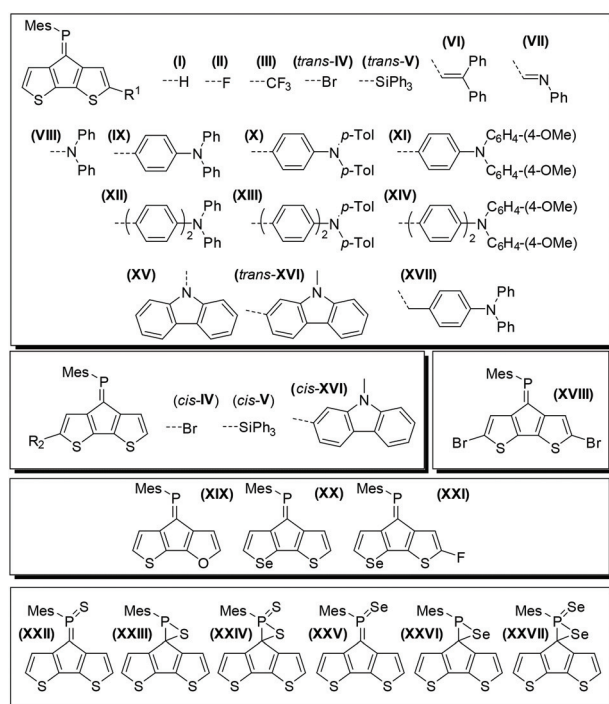 Mes
P
S S R¹
(I) (II) (III) (trans-IV) (trans-V) (VI) (VII)
H F CF₃ Br SiPh₃ Ph Ph N Ph
(VIII) (IX) (X) (XI)
N Ph Ph
N Ph Ph
N p-Tol p-Tol
N C₆H4-(4-OMe) C₆H4-(4-OMe)
(XII) (XIII) (XIV)
2 N Ph Ph
2 N p-Tol p-Tol
2 N C₆H4-(4-OMe) C₆H4-(4-OMe)
(XV) (trans-XVI) (XVII)
N N N Ph Ph
Mes
P
R₂ S S
(cis-IV) (cis-V) (cis-XVI)
Br SiPh₃ N
Mes (XVIII)
P
Br S S Br
Mes (XIX) Mes (XX) Mes (XXI)
P P P
S O Se S Se S F
Mes P S Mes P S Mes P S S Mes P Se Mes P Se Mes P Se Se
(XXII) (XXIII) (XXIV) (XXV) (XXVI) (XXVII)
S S S S S S S S S S S S